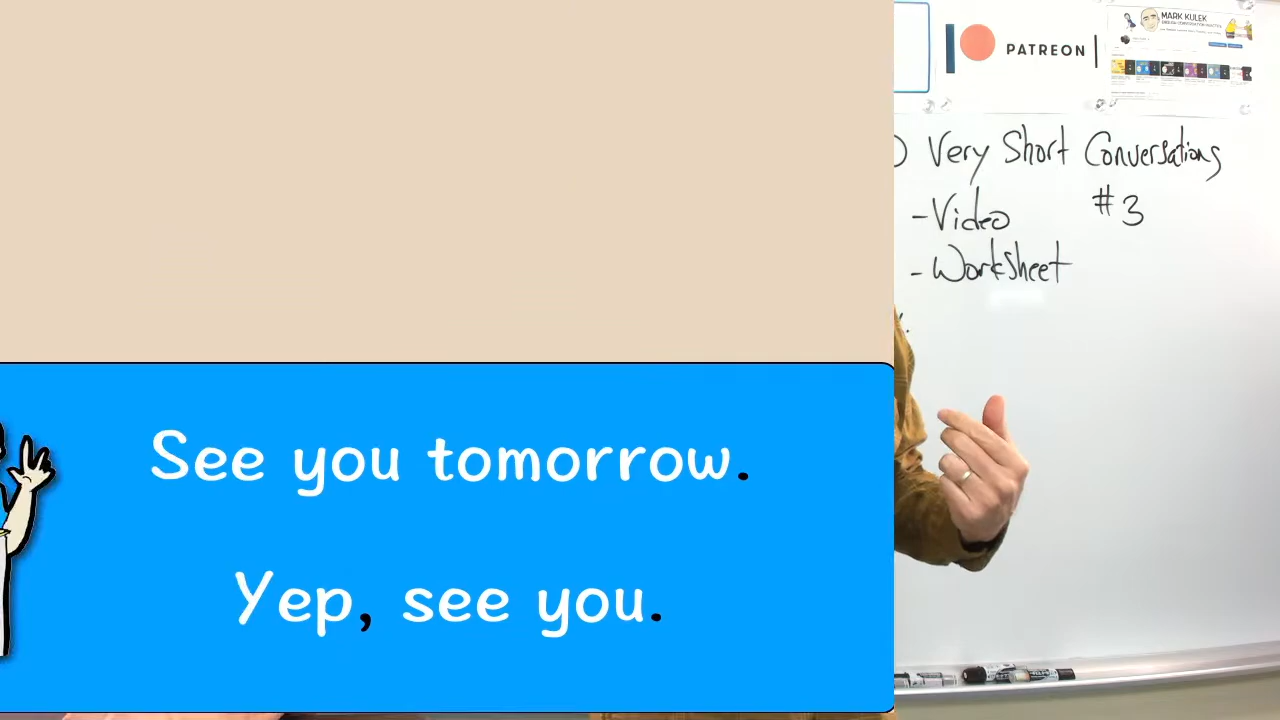 See you tomorrow.
Yep, see you.
PATREON
MARK KULEK
Very Short Conversations
#3
-Video
-Worksheet